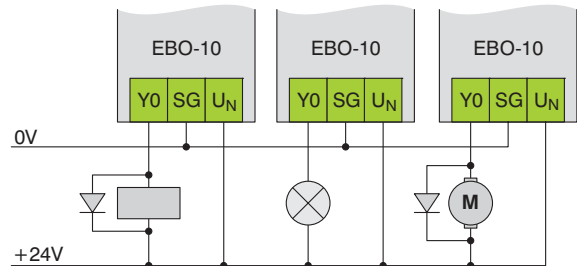 EBO-10 EBO-10 EBO-10
Y0 SG UN Y0 SG UN Y0 SG UN
0V
M
+24V